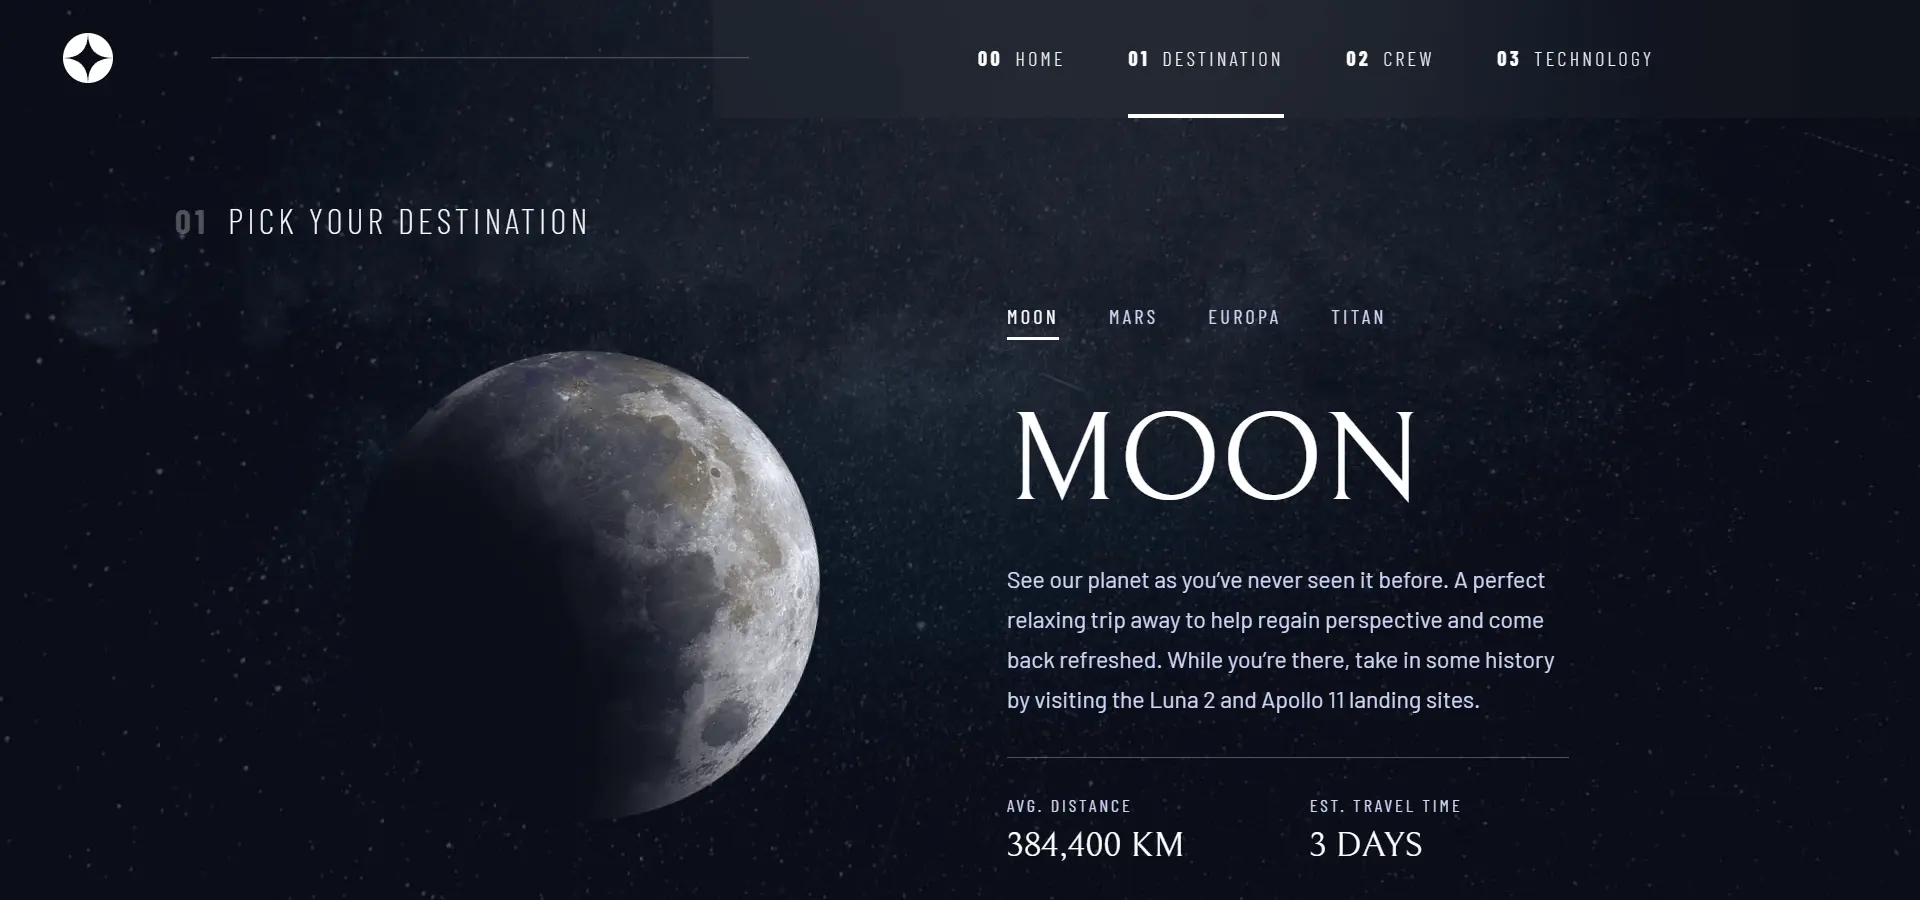 00 HOME 01 DESTINATION 02 CREW 03 TECHNOLOGY
01 PICK YOUR DESTINATION
MOON MARS EUROPA TITAN
MOON
See our planet as you’ve never seen it before. A perfect
relaxing trip away to help regain perspective and come
back refreshed. While you’re there, take in some history
by visiting the Luna 2 and Apollo 11 landing sites.
AVG. DISTANCE
384,400 KM
EST. TRAVEL TIME
3 DAYS